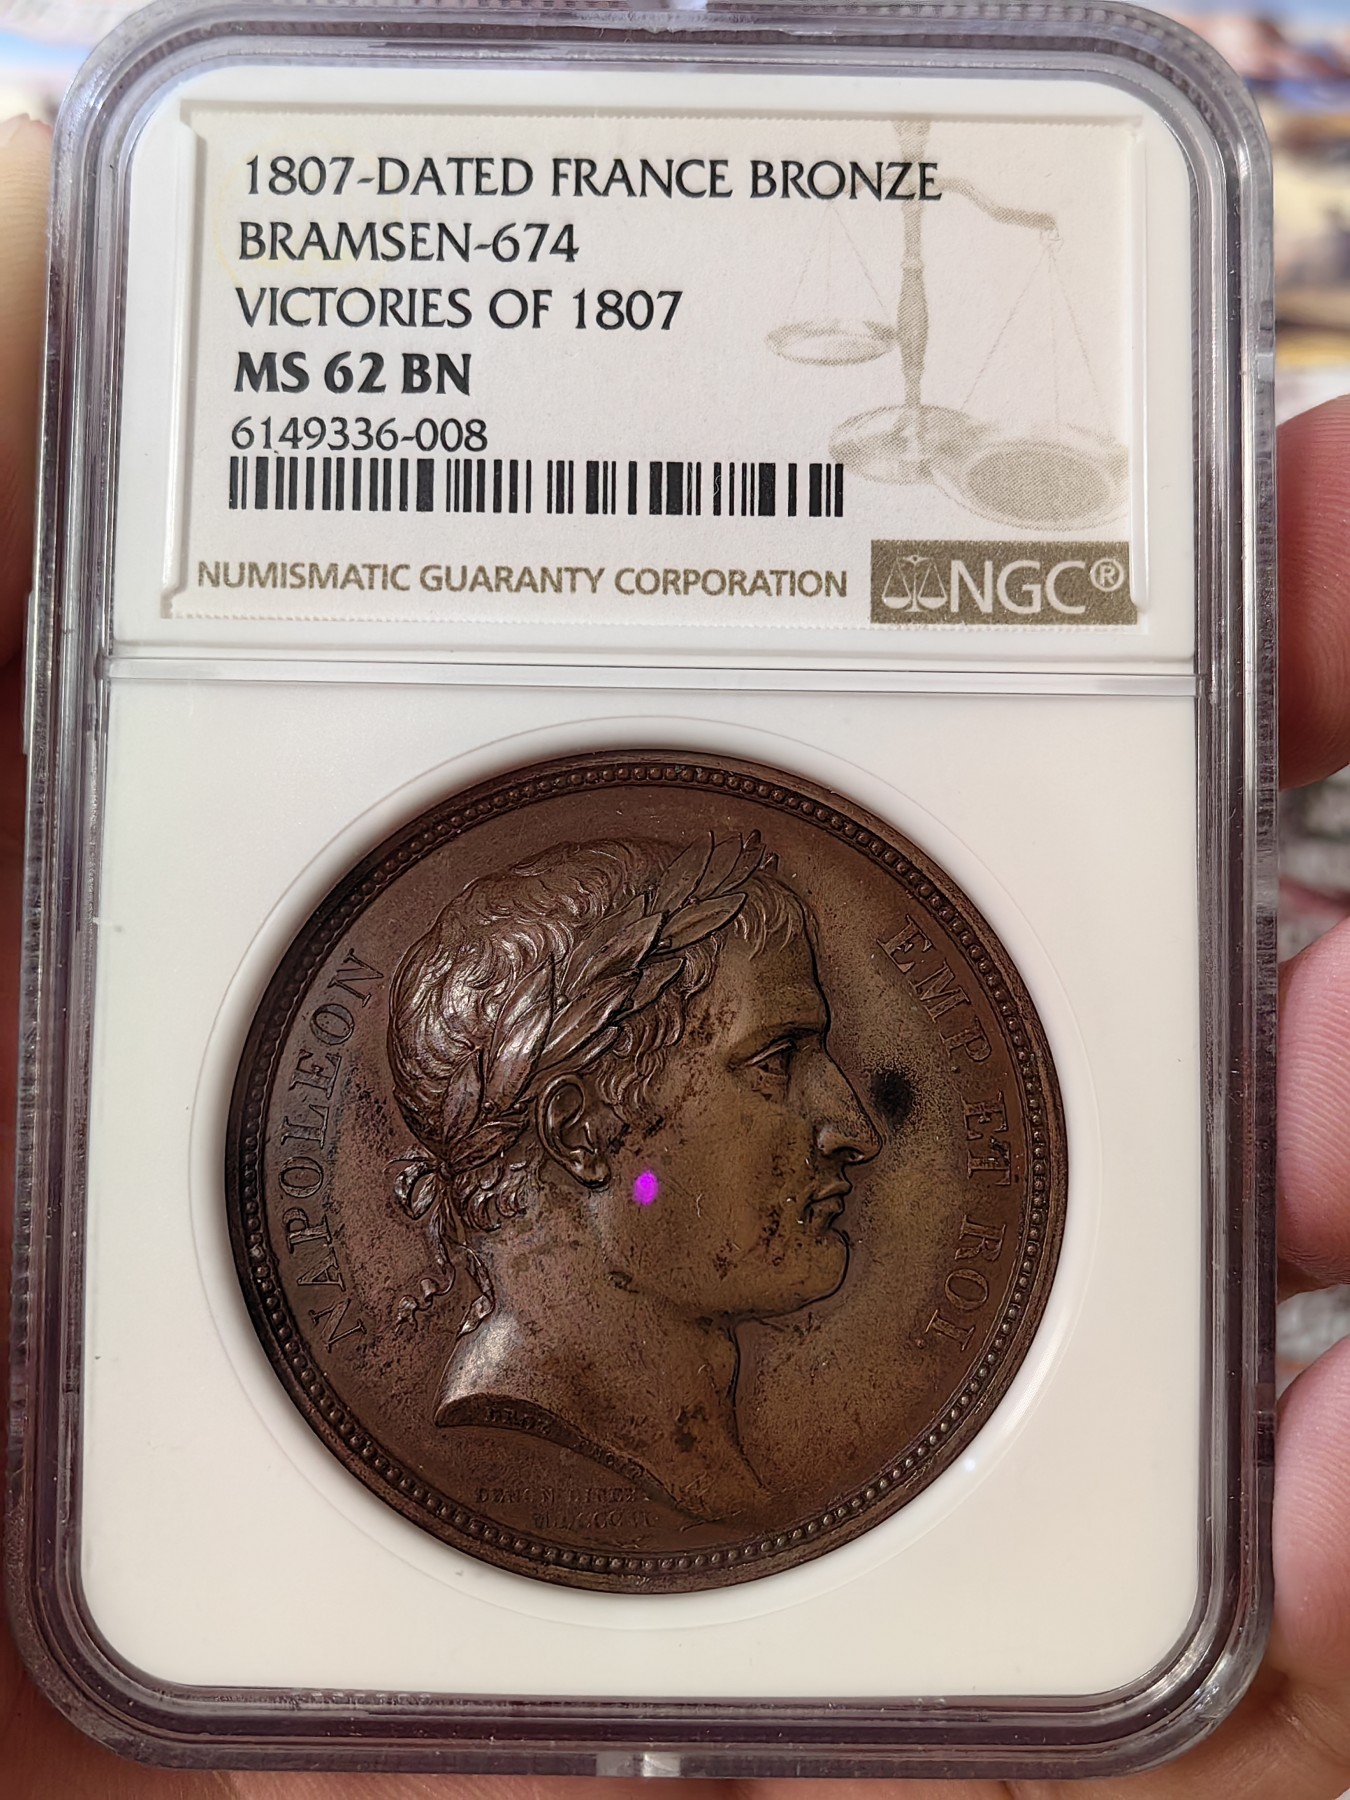 1807-DATED FRANCE BRONZE
BRAMSEN-674
VICTORIES OF 1807
MS 62 BN
6149336-008
NUMISMATIC GUARANTY CORPORATION
NGC®
NAPOLEON
EMP. ET ROI.